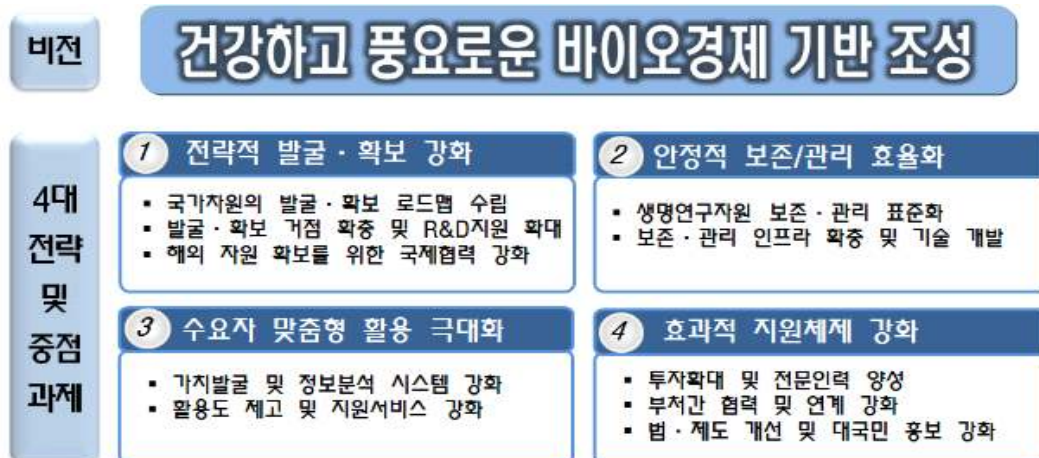 비전
건강하고 풍요로운 바이오경제 기반 조성
4대
전략
및
중점
과제
1 전략적 발굴·확보 강화
▪ 국가자원의 발굴·확보 로드맵 수립
▪ 발굴·확보 거점 확충 및 R&D지원 확대
▪ 해외 자원 확보를 위한 국제협력 강화
2 안정적 보존/관리 효율화
▪ 생명연구자원 보존·관리 표준화
▪ 보존·관리 인프라 확충 및 기술 개발
3 수요자 맞춤형 활용 극대화
▪ 가치발굴 및 정보분석 시스템 강화
▪ 활용도 제고 및 지원서비스 강화
4 효과적 지원체제 강화
▪ 투자확대 및 전문인력 양성
▪ 부처간 협력 및 연계 강화
▪ 법·제도 개선 및 대국민 홍보 강화